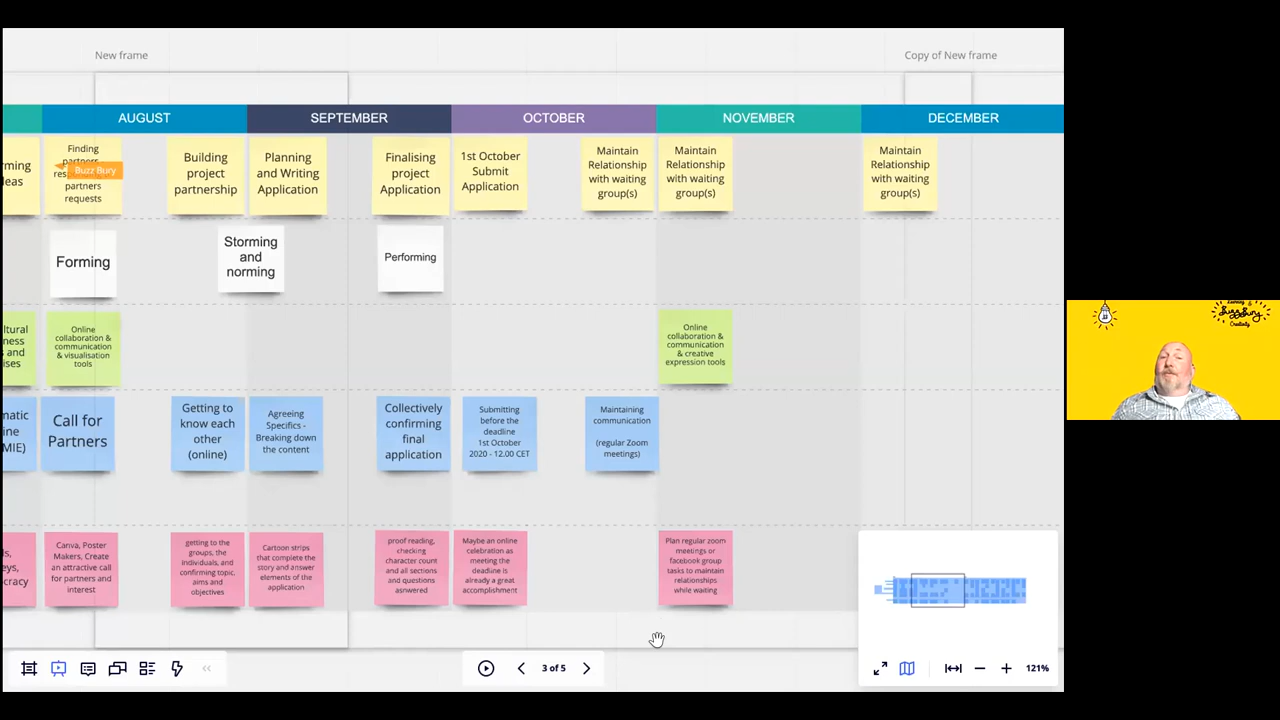 New frame
Copy of New frame
AUGUST
SEPTEMBER
OCTOBER
NOVEMBER
DECEMBER
rming
leas
Finding
partners
res
partners
requests
Buzz Bury
Building
project
partnership
Planning
and Writing
Application
Finalising
project
Application
1st October
Submit
Application
Maintain
Relationship
with waiting
group(s)
Maintain
Relationship
with waiting
group(s)
Maintain
Relationship
with waiting
group(s)
Forming
Storming
and
norming
Performing
ltural
ness
s and
ises
Online
collaboration &
communication
& visualisation
tools
Online
collaboration &
communication
& creative
expression tools
matic
ine
MIE)
Call for
Partners
Getting to
know each
other
(online)
Agreeing
Specifics -
Breaking down
the content
Collectively
confirming
final
application
Submitting
before the
deadline
1st October
2020 - 12.00 CET
Maintaining
communication
(regular Zoom
meetings)
ls,
eys,
ocracy
Canva, Poster
Makers, Create
an attractive call
for partners and
interest
getting to the
groups, the
individuals, and
confirming topic,
aims and
objectives
Cartoon strips
that complete the
story and answer
elements of the
application
proof reading,
checking
character count
and all sections
and questions
asnwered
Maybe an online
celebration as
meeting the
deadline is
already a great
accomplishment
Plan regular zoom
meetings or
facebook group
tasks to maintain
relationships
while waiting
3 of 5
121%
Buzz Bury
Creativity